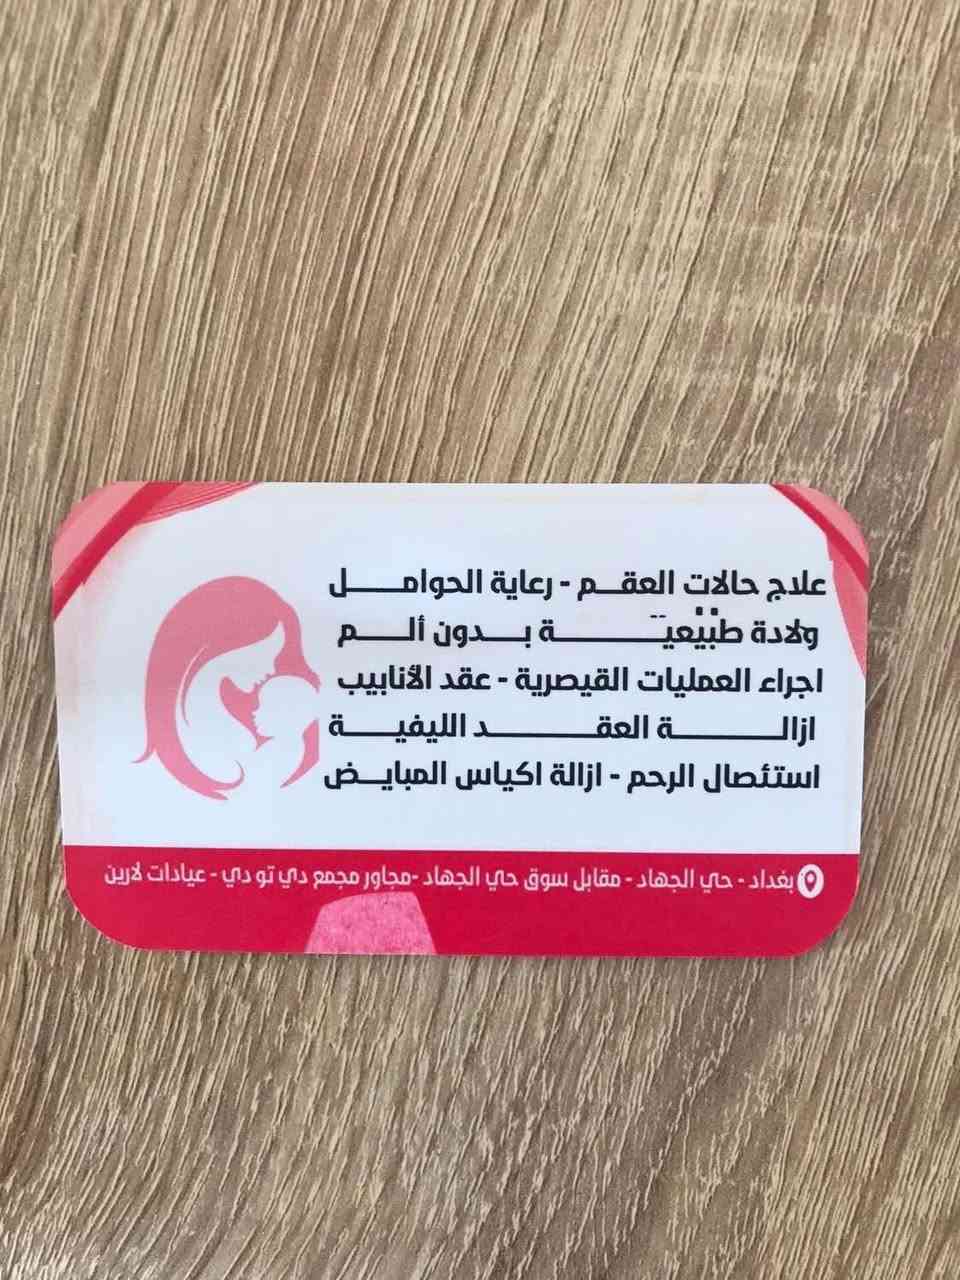 علاج حالات العقم - رعاية الحوامل
ولادة طبيعية بدون ألم
اجراء العمليات القيصرية - عقد الأنابيب
ازالة العقد الليفية
استئصال الرحم - ازالة اكياس المبايض
بغداد - حي الجهاد - مقابل سوق حي الجهاد -مجاور مجمع دي تو دي - عيادات لارين